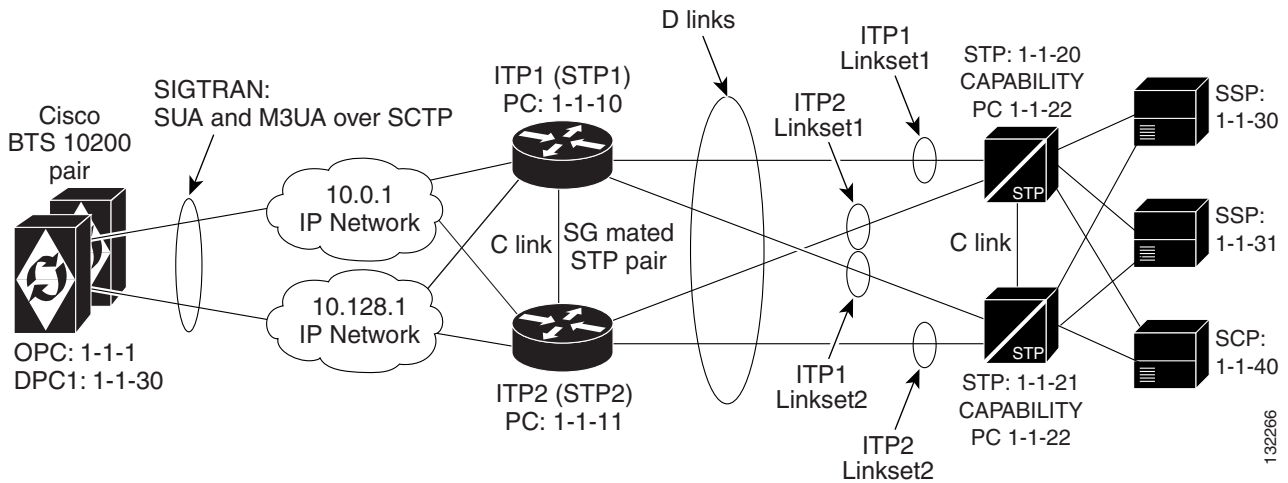 D links
ITP1
Linkset1
ITP1 (STP1)
PC: 1-1-10
STP: 1-1-20
CAPABILITY
PC 1-1-22
SIGTRAN:
SUA and M3UA over SCTP
ITP2
Linkset1
SSP:
1-1-30
Cisco
BTS 10200
pair
10.0.1
IP Network
STP
C link
SG mated
STP pair
C link
SSP:
1-1-31
10.128.1
IP Network
STP
SCP:
1-1-40
OPC: 1-1-1
DPC1: 1-1-30
ITP2 (STP2)
PC: 1-1-11
ITP1
Linkset2
STP: 1-1-21
CAPABILITY
PC 1-1-22
ITP2
Linkset2
132266